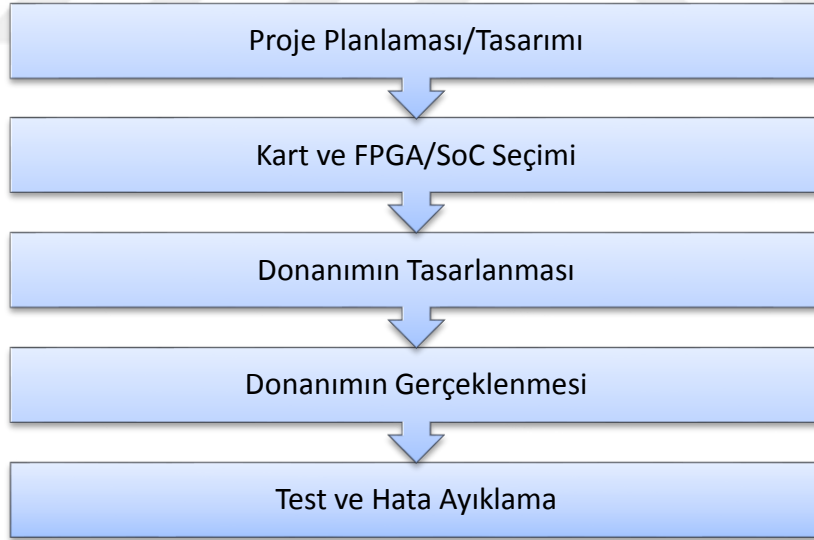 Proje Planlaması/Tasarımı
Kart ve FPGA/SoC Seçimi
Donanımın Tasarlanması
Donanımın Gerçeklenmesi
Test ve Hata Ayıklama